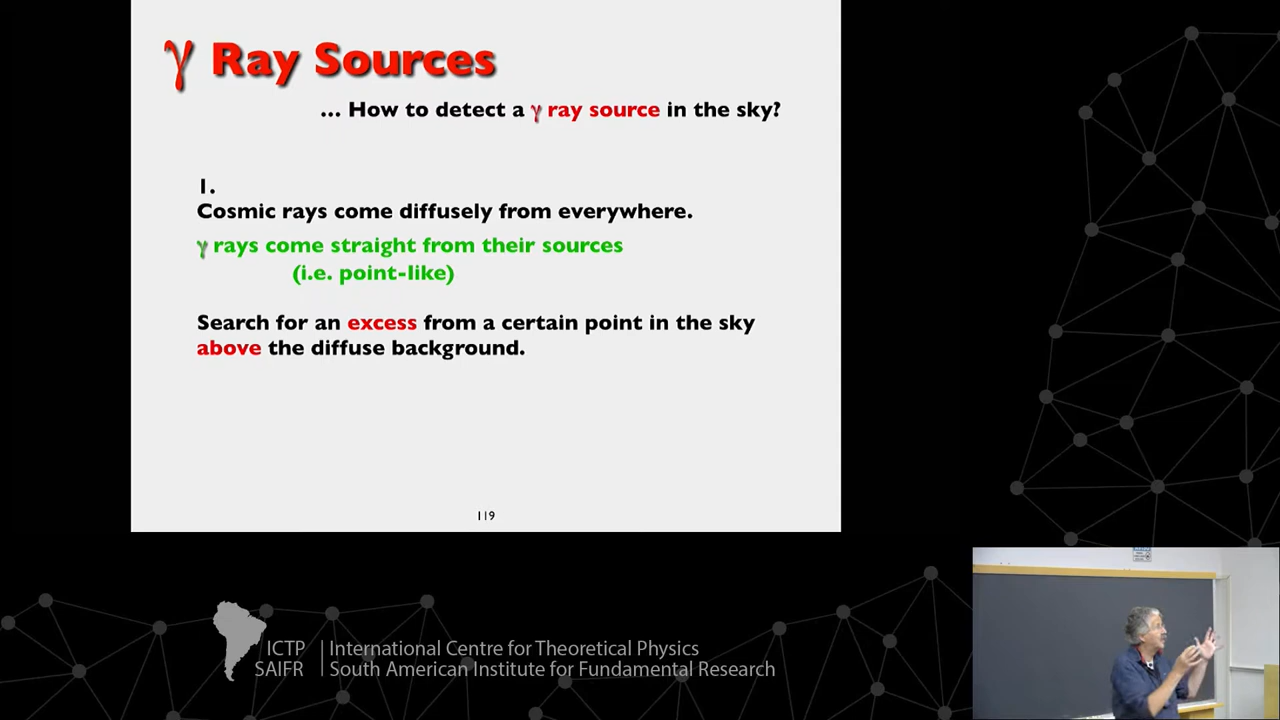 γ Ray Sources
... How to detect a γ ray source in the sky?
1.
Cosmic rays come diffusely from everywhere.
γ rays come straight from their sources
(i.e. point-like)
Search for an excess from a certain point in the sky
above the diffuse background.
119
ICTP | International Centre for Theoretical Physics
SAIFR | South American Institute for Fundamental Research